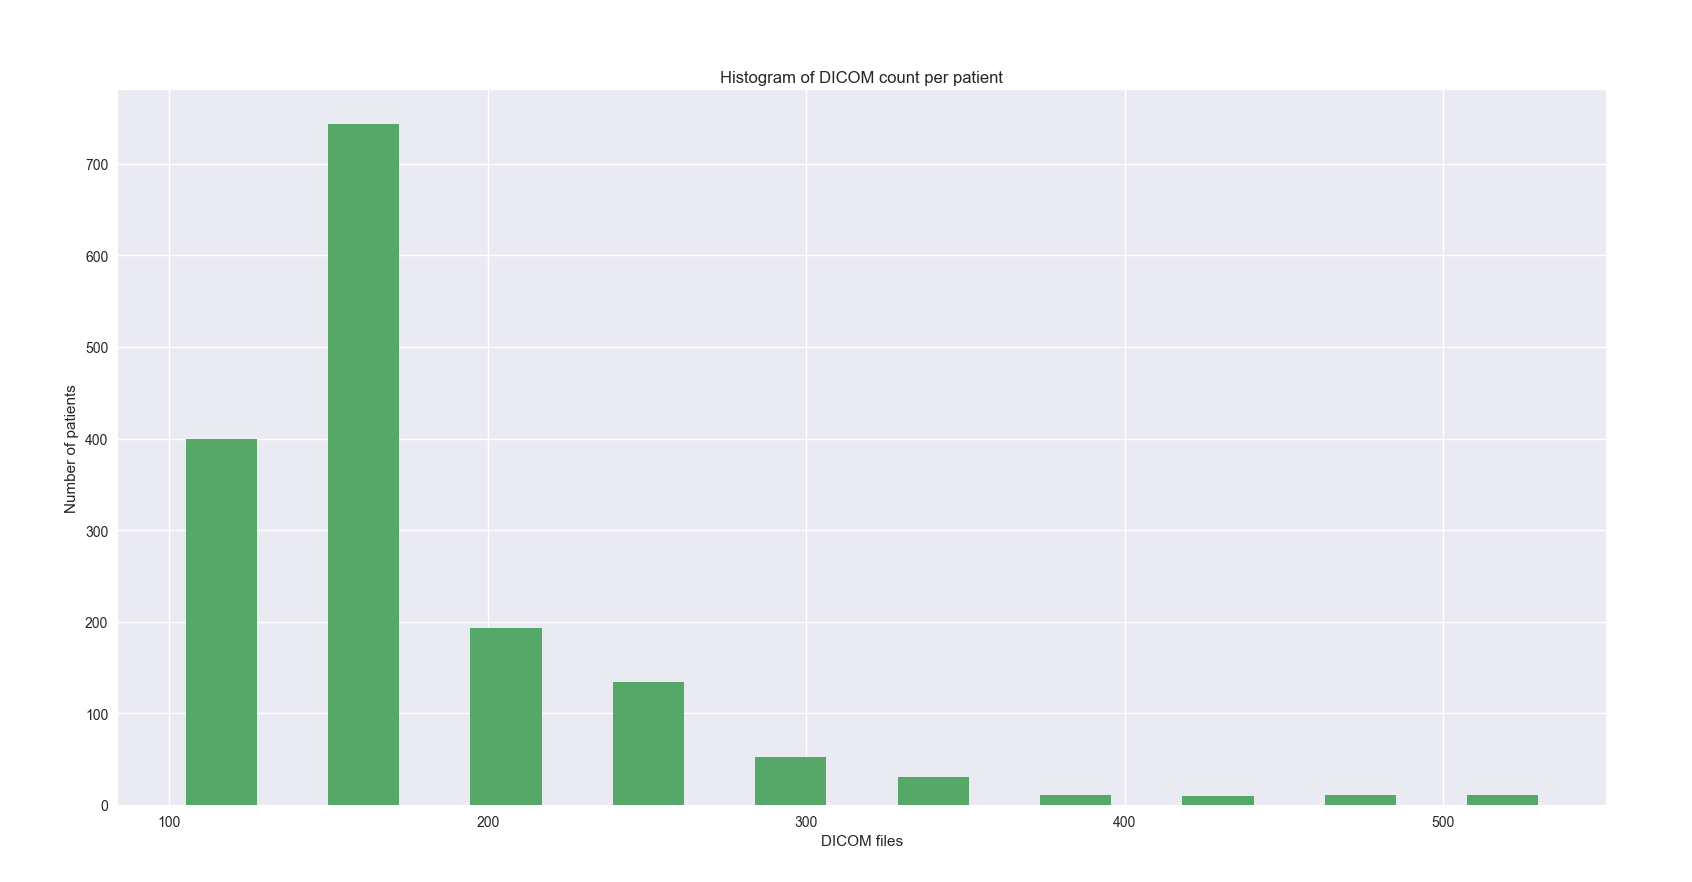 Histogram of DICOM count per patient
700
600
500
400
300
200
100
0
Number of patients
100 200 300 400 500
DICOM files